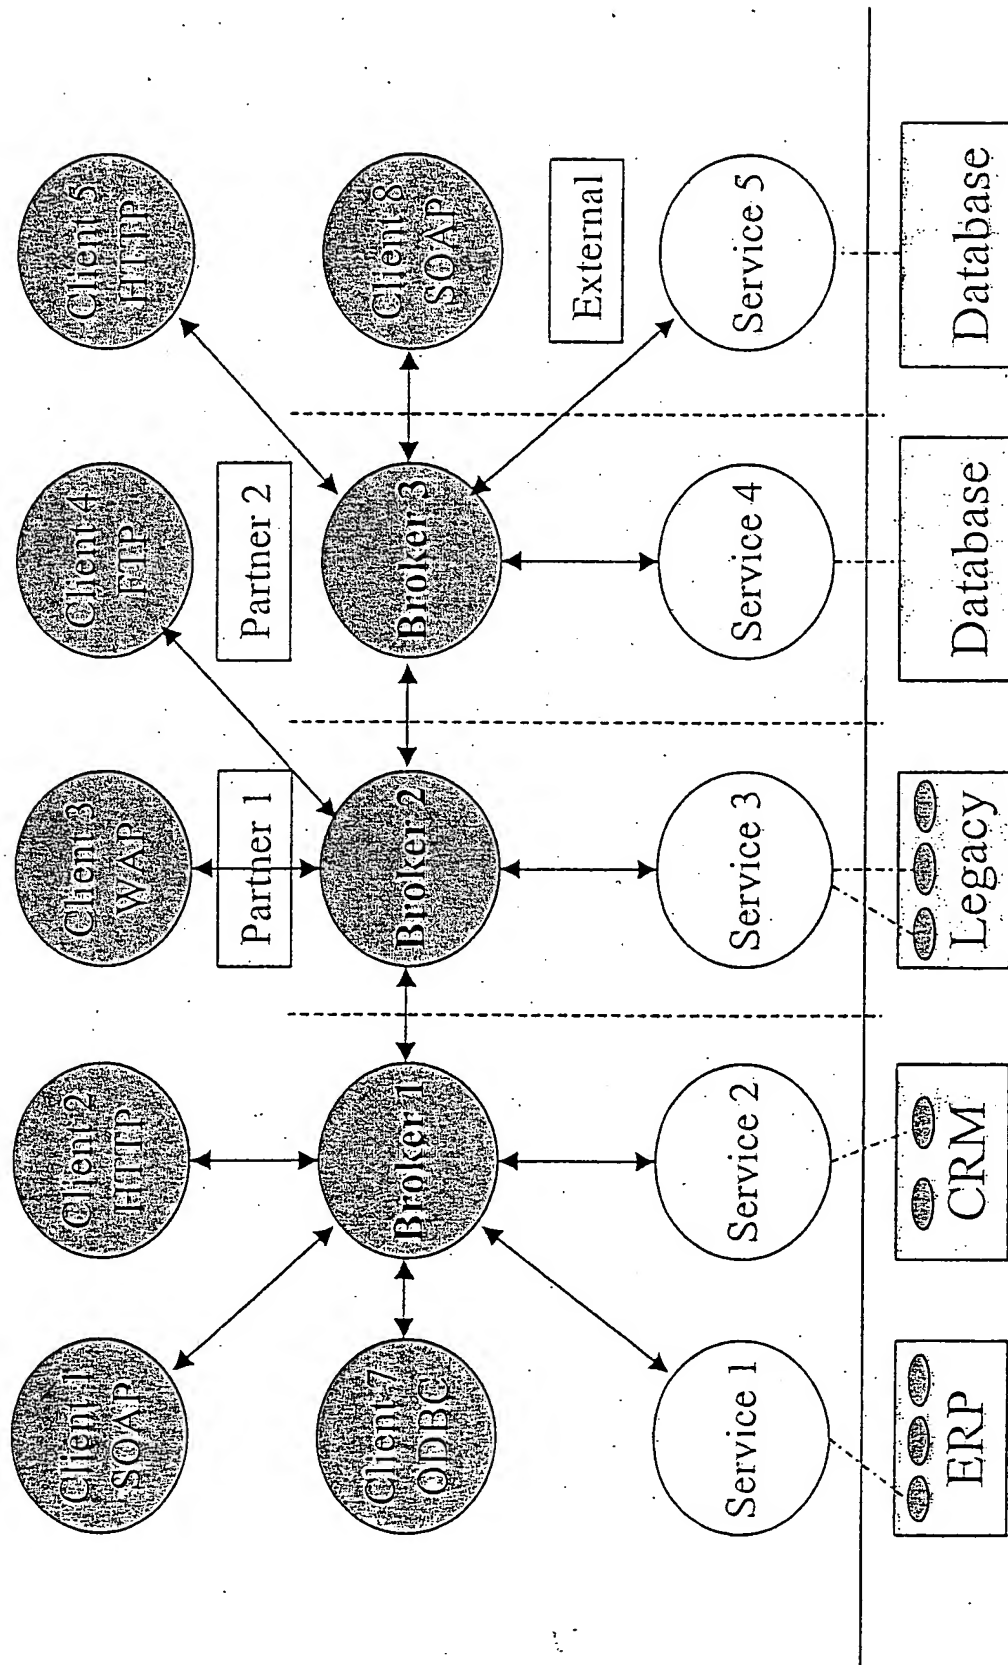 Client 1
SOAP
Client 2
HTTP
Client 3
WAP
Client 4
FTP
Client 5
HTTP
Partner 1
Partner 2
Client 7
ODBC
Broker 1
Broker 2
Broker 3
Client 8
SOAP
External
Service 1
Service 2
Service 3
Service 4
Service 5
ERP
CRM
Legacy
Database
Database